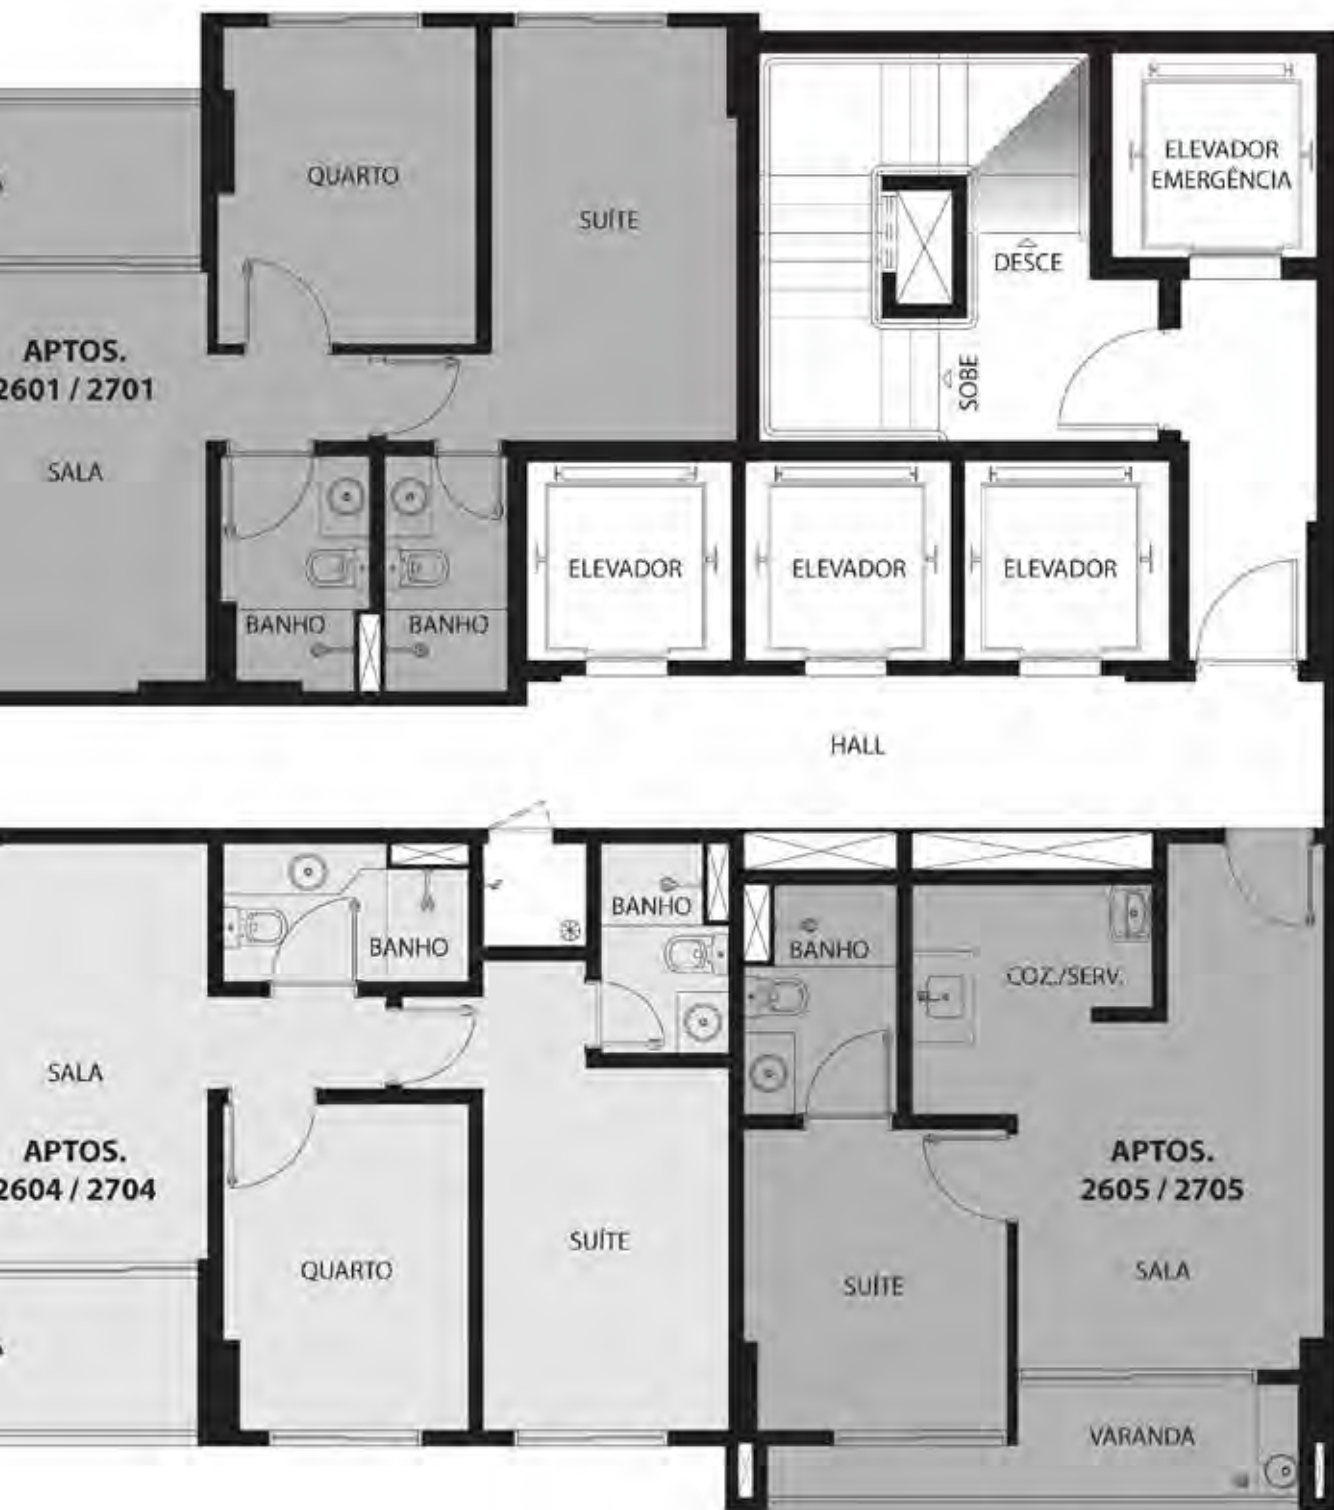 QUARTO
SUÍTE
ELEVADOR
EMERGÊNCIA
DESCE
SOBE
APTOS.
2601 / 2701
SALA
ELEVADOR
ELEVADOR
ELEVADOR
BANHO
BANHO
HALL
BANHO
BANHO
BANHO
COZ./SERV.
SALA
APTOS.
2604 / 2704
APTOS.
2605 / 2705
QUARTO
SUÍTE
SUÍTE
SALA
VARANDA